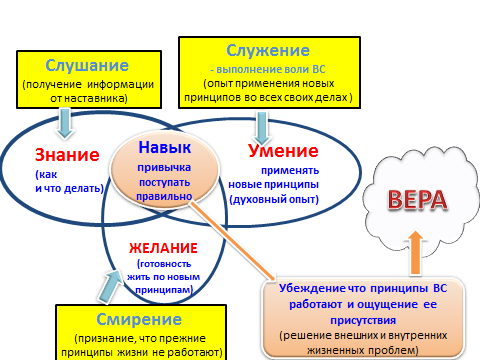 Слушание
(получение информации
от наставника)
Служение
- выполнение воли ВС
(опыт применения новых
принципов во всех своих делах )
Знание
(как
и что делать)
Навык
привычка
поступать
правильно
Умение
применять
новые принципы
(духовный опыт)
ВЕРА
ЖЕЛАНИЕ
(готовность
жить по новым
принципам)
Убеждение что принципы ВС
работают и ощущение ее
присутствия
(решение внешних и внутренних
жизненных проблем)
Смирение
(признание, что прежние
принципы жизни не работают)